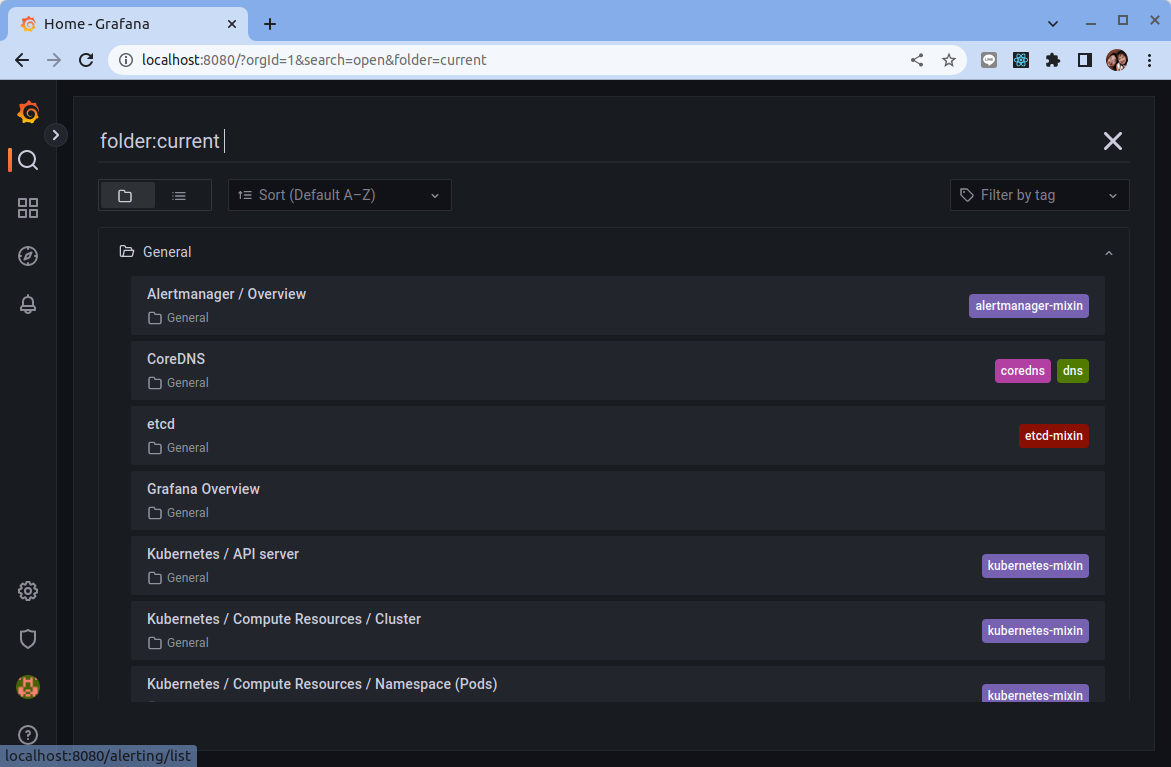 Home - Grafana
localhost:8080/?orgId=1&search=open&folder=current
folder:current
Sort (Default A–Z)
Filter by tag
General
Alertmanager / Overview
General
alertmanager-mixin
CoreDNS
General
coredns dns
etcd
General
etcd-mixin
Grafana Overview
General
Kubernetes / API server
General
kubernetes-mixin
Kubernetes / Compute Resources / Cluster
General
kubernetes-mixin
Kubernetes / Compute Resources / Namespace (Pods)
kubernetes-mixin
localhost:8080/alerting/list